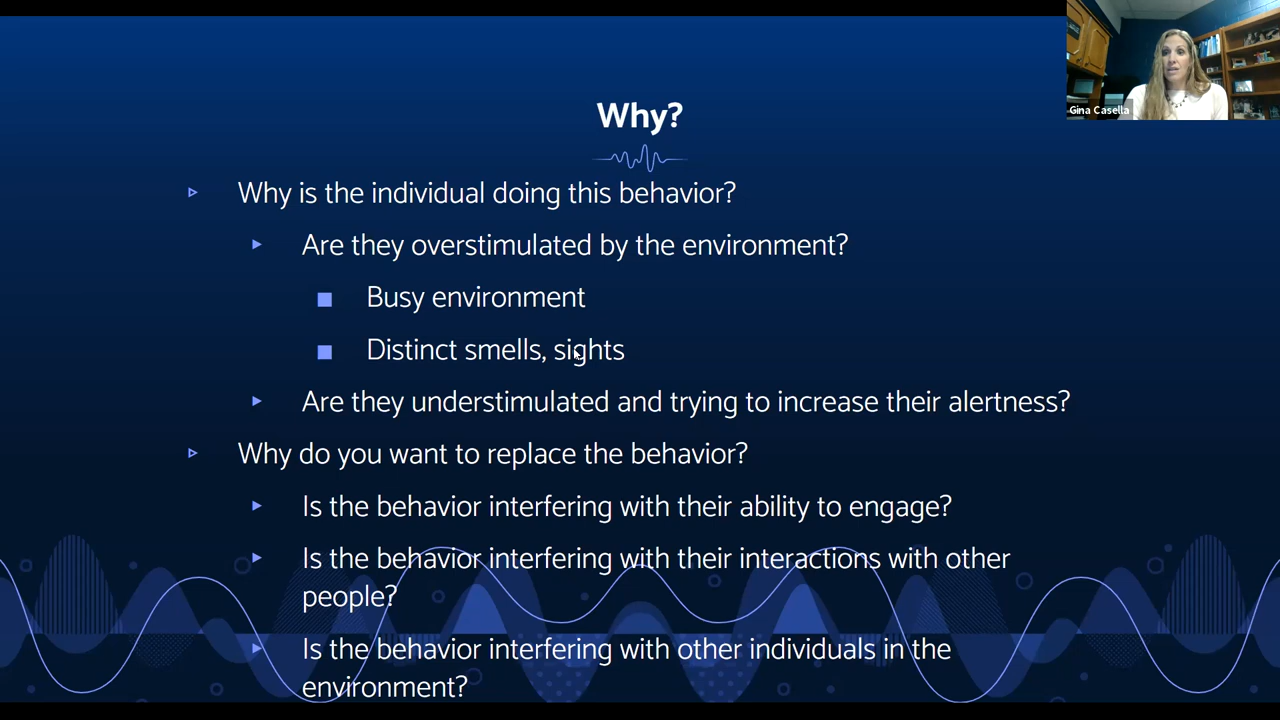 Gina Casella
Why?
Why is the individual doing this behavior?
Are they overstimulated by the environment?
Busy environment
Distinct smells, sights
Are they understimulated and trying to increase their alertness?
Why do you want to replace the behavior?
Is the behavior interfering with their ability to engage?
Is the behavior interfering with their interactions with other
people?
Is the behavior interfering with other individuals in the
environment?